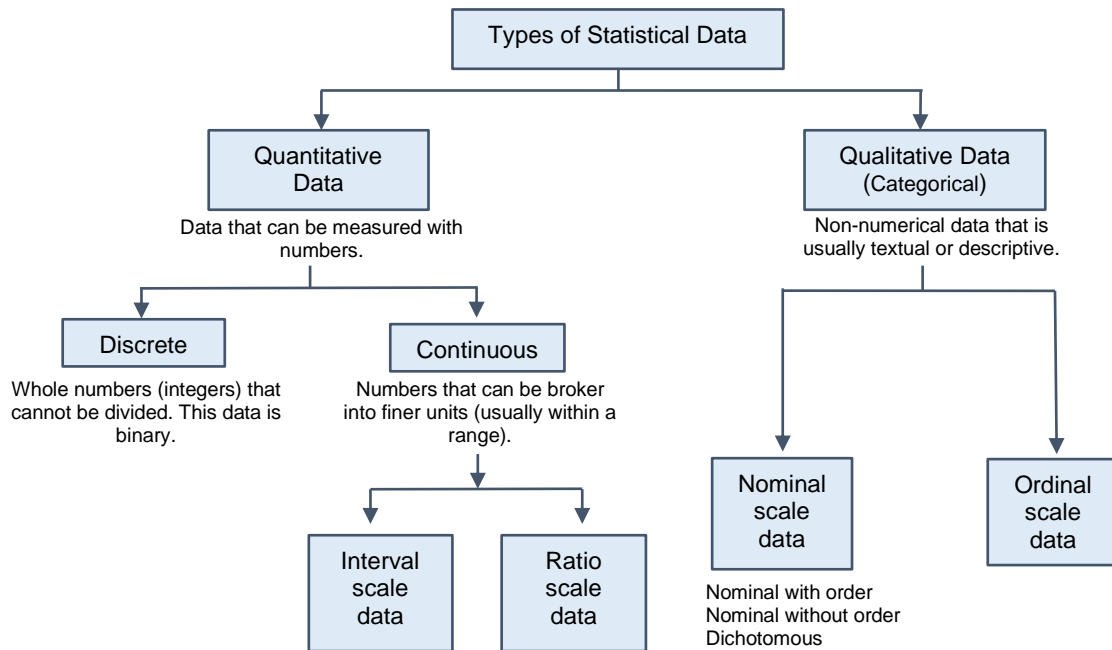 Types of Statistical Data
Quantitative
Data
Data that can be measured with
numbers.
Qualitative Data
(Categorical)
Non-numerical data that is
usually textual or descriptive.
Discrete
Whole numbers (integers) that
cannot be divided. This data is
binary.
Continuous
Numbers that can be broker
into finer units (usually within a
range).
Interval
scale
data
Ratio
scale
data
Nominal
scale
data
Nominal with order
Nominal without order
Dichotomous
Ordinal
scale
data